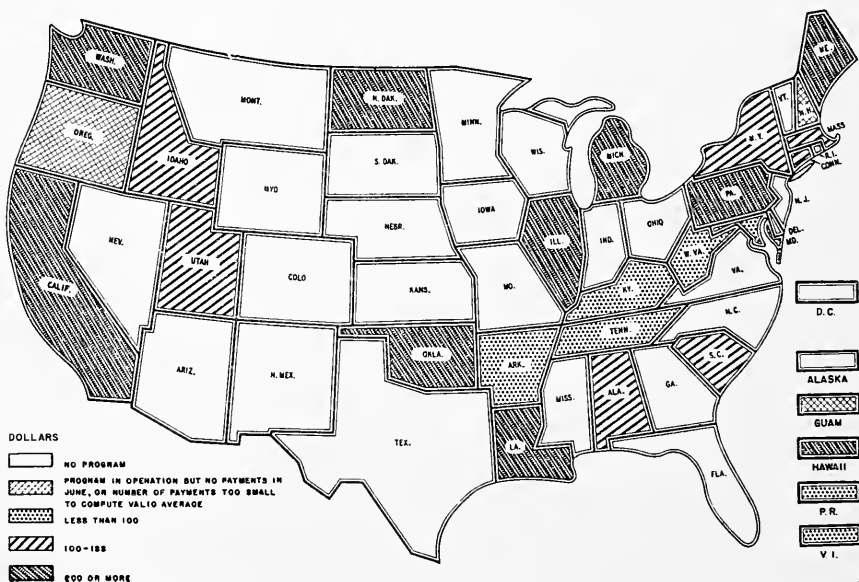 WASH.
MONT.
N. DAK.
MINN.
ME.
VT.
N.H.
OREG.
IDAHO
S. DAK.
WIS.
MICH.
N.Y.
MASS
R.I.
CONN.
WYO
IOWA
PA.
N.J.
NEV.
NEBR.
ILL.
IND.
OHIO
DEL.
MD.
UTAH
COLO
W. VA.
VA.
CALIF.
KANS.
MO.
KY.
N.C.
D.C.
TENN.
ARIZ.
N. MEX.
OKLA.
ARK.
S.C.
ALASKA
MISS.
ALA.
GA.
GUAM
TEX.
LA.
HAWAII
FLA.
P.R.
V I.
DOLLARS
NO PROGRAM
PROGRAM IN OPERATION BUT NO PAYMENTS IN
JUNE, OR NUMBER OF PAYMENTS TOO SMALL
TO COMPUTE VALID AVERAGE
LESS THAN 100
200 OR MORE